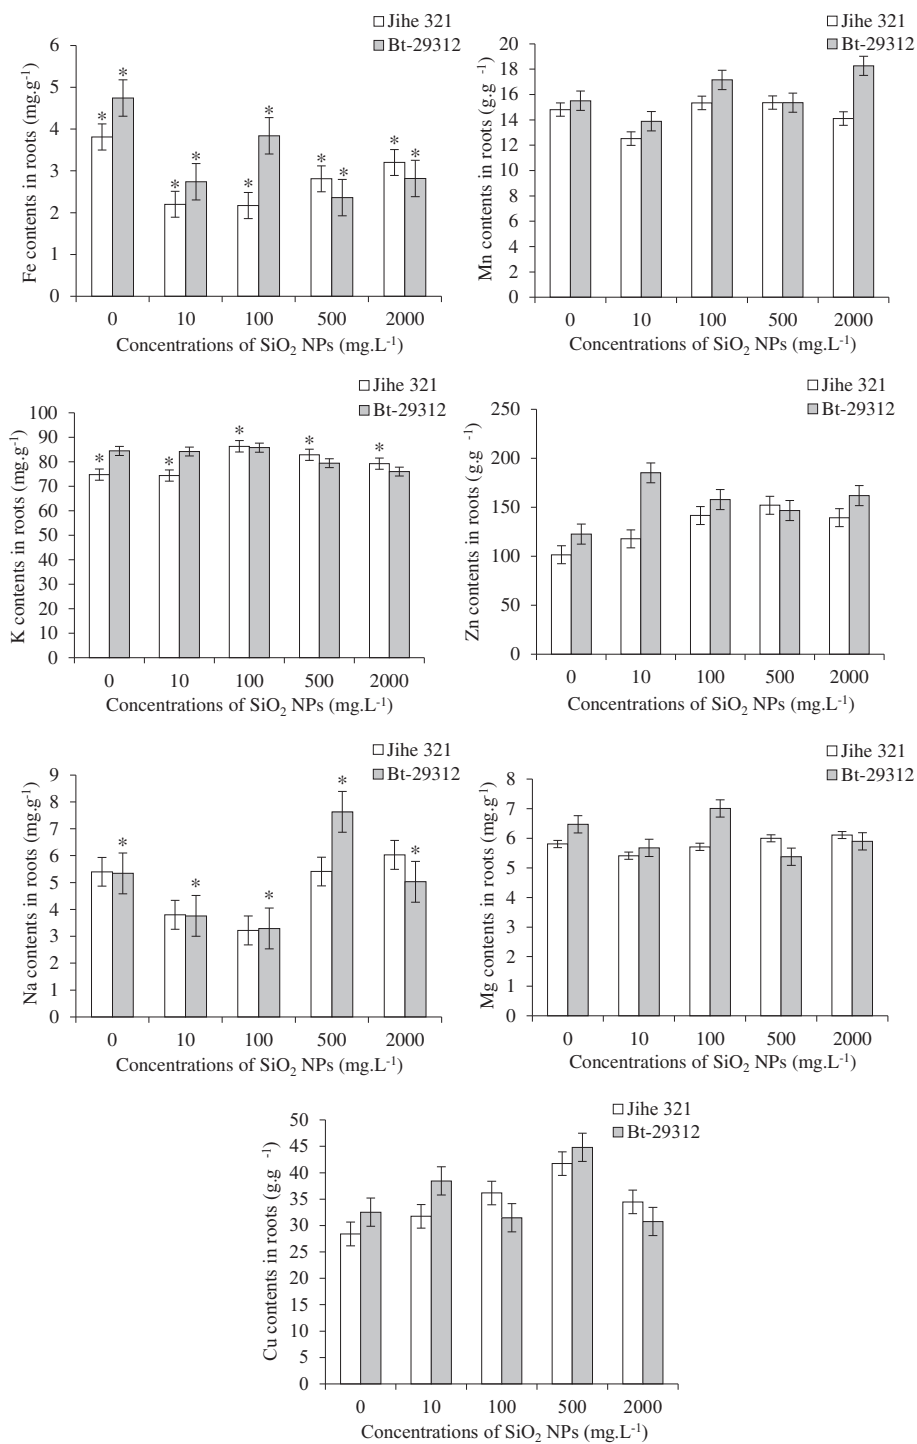 Jihe 321
Bt-29312
Fe contents in roots (mg.g-1)
6
5
4
3
2
1
0
* * * * * * * * * *
0 10 100 500 2000
Concentrations of SiO2 NPs (mg.L-1)
Jihe 321
Bt-29312
Mn contents in roots (g.g -1)
20
18
16
14
12
10
8
6
4
2
0
0 10 100 500 2000
Concentrations of SiO2 NPs (mg.L-1)
Jihe 321
Bt-29312
K contents in roots (mg.g-1)
100
90
80
70
60
50
40
30
20
10
0
* * * * *
0 10 100 500 2000
Concentrations of SiO2 NPs (mg.L-1)
Jihe 321
Bt-29312
Zn contents in roots (g.g -1)
250
200
150
100
50
0
0 10 100 500 2000
Concentrations of SiO2 NPs (mg.L-1)
Jihe 321
Bt-29312
Na contents in roots (mg.g-1)
9
8
7
6
5
4
3
2
1
0
* * * * *
0 10 100 500 2000
Concentrations of SiO2 NPs (mg.L-1)
Jihe 321
Bt-29312
Mg contents in roots (mg.g-1)
8
7
6
5
4
3
2
1
0
0 10 100 500 2000
Concentrations of SiO2 NPs (mg.L-1)
Jihe 321
Bt-29312
Cu contents in roots (g.g -1)
50
45
40
35
30
25
20
15
10
5
0
0 10 100 500 2000
Concentrations of SiO2 NPs (mg.L-1)